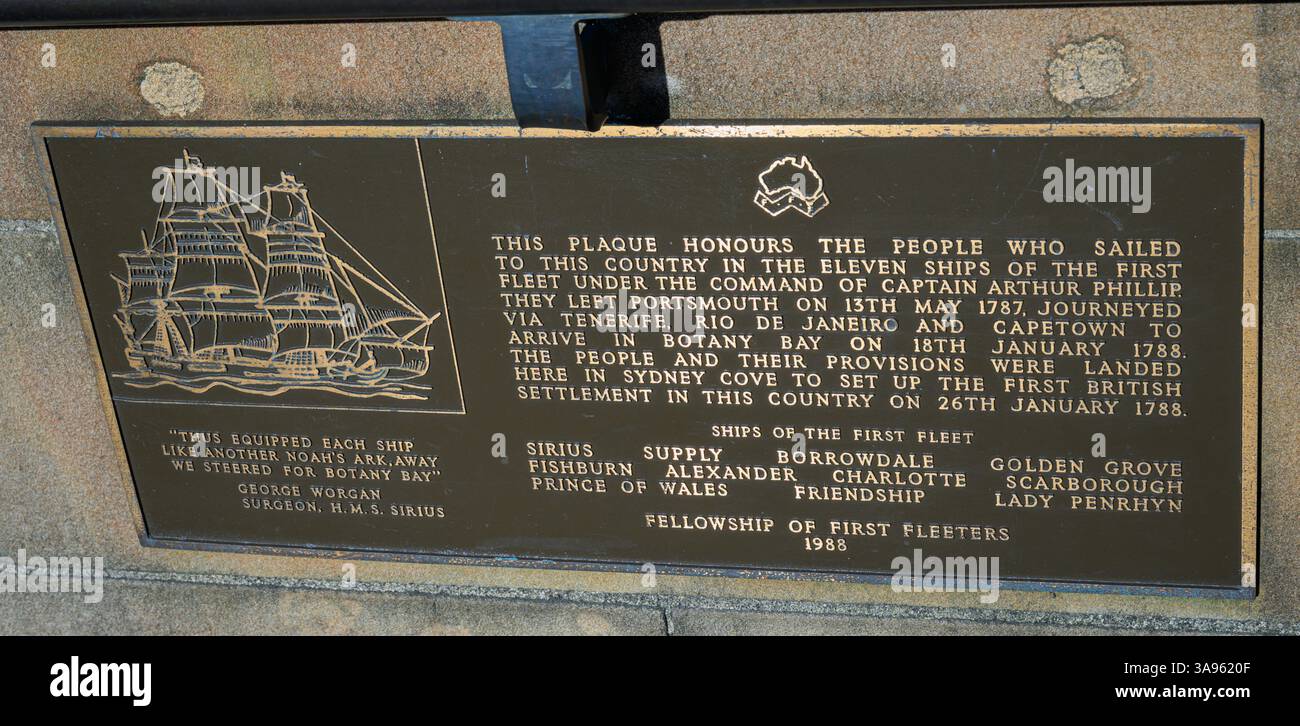 THIS PLAQUE HONOURS THE PEOPLE WHO SAILED
TO THIS COUNTRY IN THE ELEVEN SHIPS OF THE FIRST
FLEET UNDER THE COMMAND OF CAPTAIN ARTHUR PHILLIP.
THEY LEFT PORTSMOUTH ON 13TH MAY 1787, JOURNEYED
VIA TENERIFE, RIO DE JANEIRO AND CAPETOWN TO
ARRIVE IN BOTANY BAY ON 18TH JANUARY 1788.
THE PEOPLE AND THEIR PROVISIONS WERE LANDED
HERE IN SYDNEY COVE TO SET UP THE FIRST BRITISH
SETTLEMENT IN THIS COUNTRY ON 26TH JANUARY 1788.
SHIPS OF THE FIRST FLEET
SIRIUS SUPPLY BORROWDALE GOLDEN GROVE
FISHBURN ALEXANDER CHARLOTTE SCARBOROUGH
PRINCE OF WALES FRIENDSHIP LADY PENRHYN
FELLOWSHIP OF FIRST FLEETERS
1988
"THUS EQUIPPED EACH SHIP
LIKE ANOTHER NOAH'S ARK, AWAY
WE STEERED FOR BOTANY BAY"
GEORGE WORGAN
SURGEON, H.M.S. SIRIUS
alamy
Image ID: 3A9620F
www.alamy.com